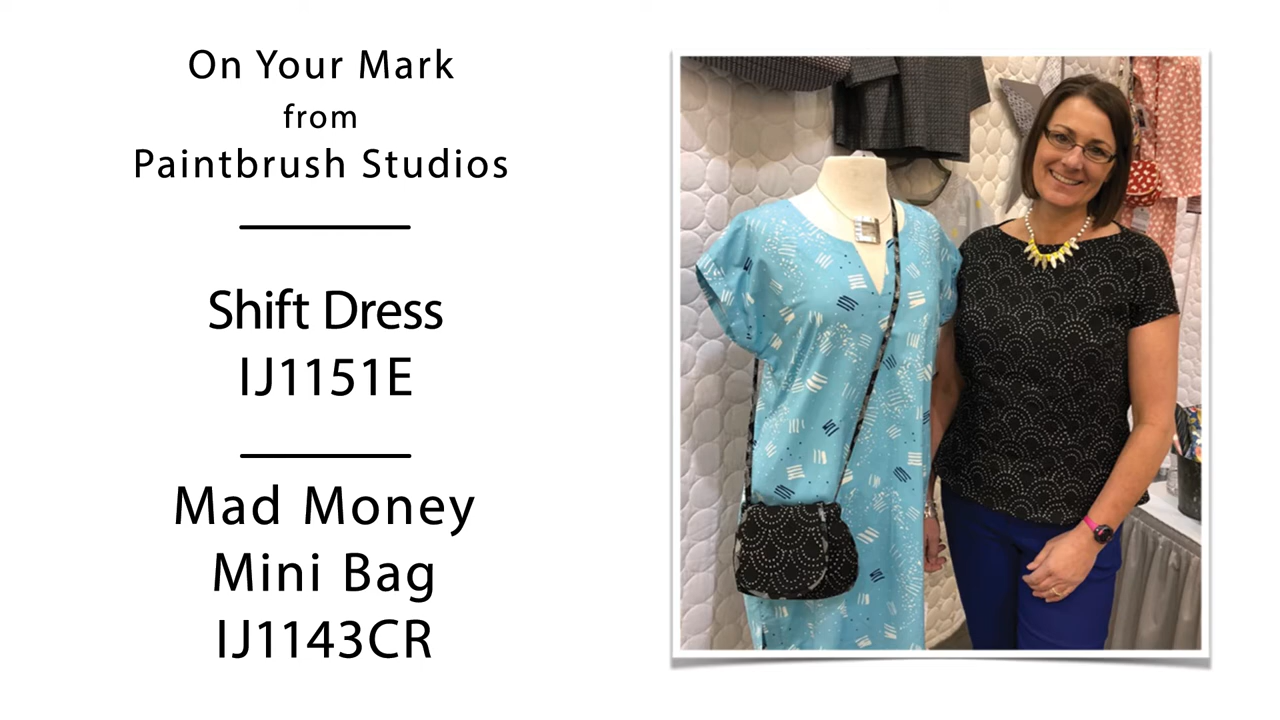 On Your Mark
from
Paintbrush Studios
Shift Dress
IJ1151E
Mad Money
Mini Bag
IJ1143CR